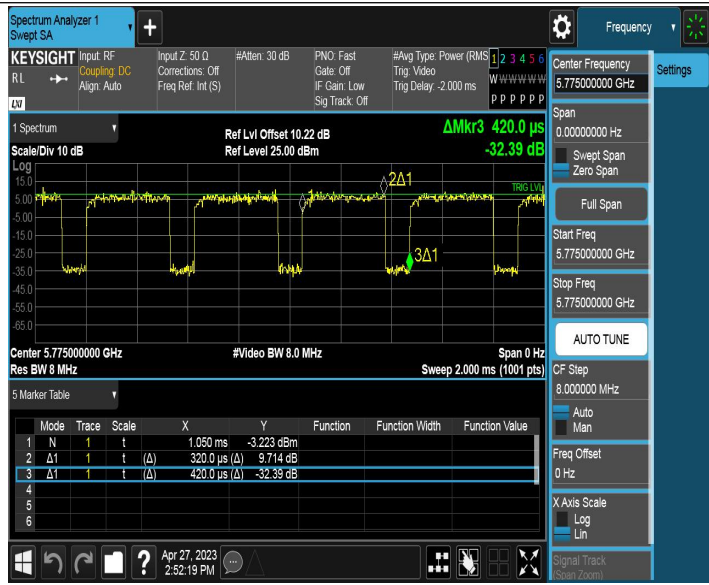 Spectrum Analyzer 1
Swept SA
Frequency
KEYSIGHT
RL
LXI
Input: RF
Coupling: DC
Align: Auto
Input Z: 50 Ω
Corrections: Off
Freq Ref: Int (S)
#Atten: 30 dB
PNO: Fast
Gate: Off
IF Gain: Low
Sig Track: Off
#Avg Type: Power (RMS
Trig: Video
Trig Delay: -2.000 ms
1 2 3 4 5 6
W W W W W W
P P P P P P
1 Spectrum
Scale/Div 10 dB
Ref Lvl Offset 10.22 dB
Ref Level 25.00 dBm
ΔMkr3 420.0 µs
-32.39 dB
Log
15.0
5.00
-5.00
-15.0
-25.0
-35.0
-45.0
-55.0
-65.0
2Δ1
TRIG LVL
3Δ1
Center 5.775000000 GHz
Res BW 8 MHz
#Video BW 8.0 MHz
Span 0 Hz
Sweep 2.000 ms (1001 pts)
5 Marker Table
Mode Trace Scale X Y Function Function Width Function Value
1 N 1 t 1.050 ms -3.223 dBm
2 Δ1 1 t (Δ) 320.0 µs (Δ) 9.714 dB
3 Δ1 1 t (Δ) 420.0 µs (Δ) -32.39 dB
4
5
6
Apr 27, 2023
2:52:19 PM
Center Frequency
5.775000000 GHz
Span
0.00000000 Hz
Swept Span
Zero Span
Full Span
Start Freq
5.775000000 GHz
Stop Freq
5.775000000 GHz
AUTO TUNE
CF Step
8.000000 MHz
Auto
Man
Freq Offset
0 Hz
X Axis Scale
Log
Lin
Signal Track
(Span Zoom)
Settings